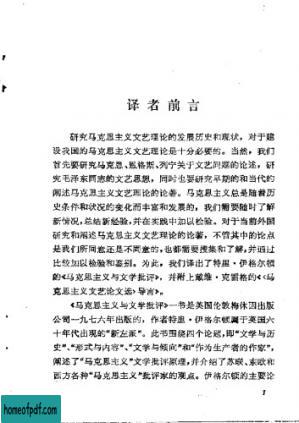 译者前言
研究马克思主义文艺理论的发展历史和现状，对于建
设我国的马克思主义文艺理论是十分必要的。当然，我们
首先要研究马克思、恩格斯、列宁关于文艺问题的论述，研
究毛泽东同志的文艺思想，同时也要研究早期的和当代的
阐述马克思主义文艺理论的论著。马克思主义总是随着历
史条件和状况的变化而丰富和发展的，我们需要随时了解
新情况，总结新经验，并在实践中加以检验。对于当前外国
研究和阐述马克思主义文艺理论的论著，不管其中的论点
是我们所同意还是不同意的，也都需要搜集和了解，并通过
比较加以检验和鉴别。为此，我们译出了特里·伊格尔顿
的《马克思主义与文学批评》，并附上戴维·克雷格的《〈马
克思主义文艺论文选〉导言》。
《马克思主义与文学批评》一书是英国伦敦梅休因出版
公司一九七六年出版的，作者特里·伊格尔顿属于英国六
十年代出现的“新左派”。此书围绕四个论题，即“文学与历
史”、“形式与内容”、“文学与倾向”和“作为生产者的作家”，
阐述了“马克思主义”文学批评原理，并介绍了苏联、东欧和
西方各种“马克思主义”批评家的观点。伊格尔顿的主要论
1
homeofpdf.com